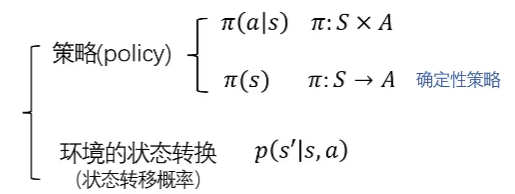 π(a|s) π: S × A
策略(policy)
π(s) π: S → A 确定性策略
环境的状态转换 p(s'|s, a)
(状态转移概率)